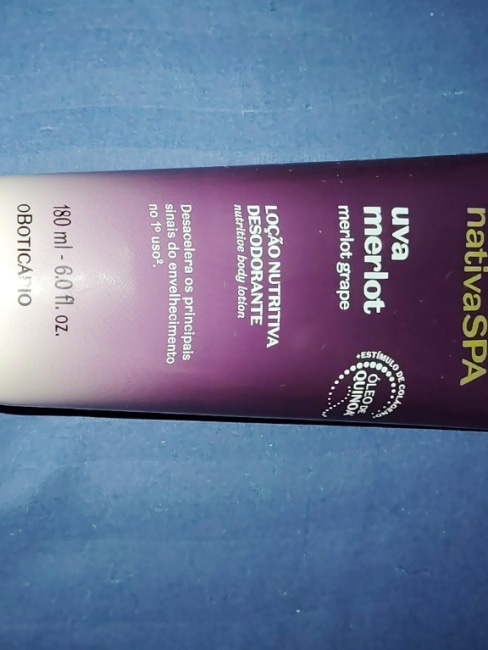 nativaSPA
uva
merlot
merlot grape
+ESTÍMULO DE COLÁGENO
ÓLEO DE
QUINOA
LOÇÃO NUTRITIVA
DESODORANTE
nutritive body lotion
Desacelera os principais
sinais do envelhecimento
no 1º uso².
180 ml - 6.0 fl. oz.
oBOTICÁRIO